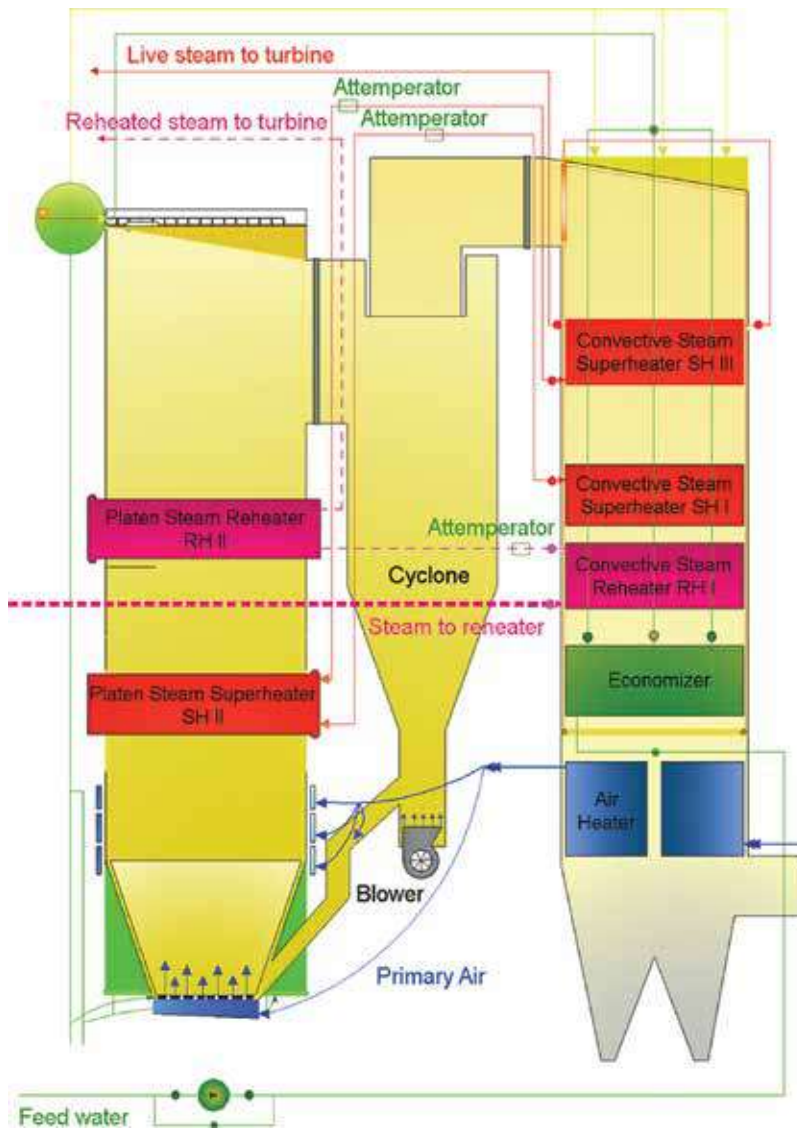 Live steam to turbine
Attemperator
Reheated steam to turbine
Attemperator
Convective Steam
Superheater SH III
Convective Steam
Superheater SH I
Platen Steam Reheater
RH II
Attemperator
Cyclone
Convective Steam
Reheater RH I
Steam to reheater
Economizer
Platen Steam Superheater
SH II
Air
Heater
Blower
Primary Air
Feed water